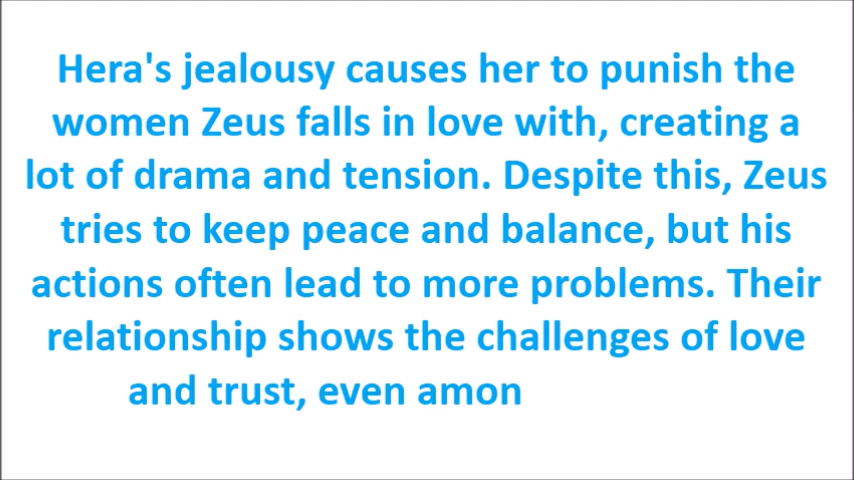 Hera's jealousy causes her to punish the
women Zeus falls in love with, creating a
lot of drama and tension. Despite this, Zeus
tries to keep peace and balance, but his
actions often lead to more problems. Their
relationship shows the challenges of love
and trust, even amon